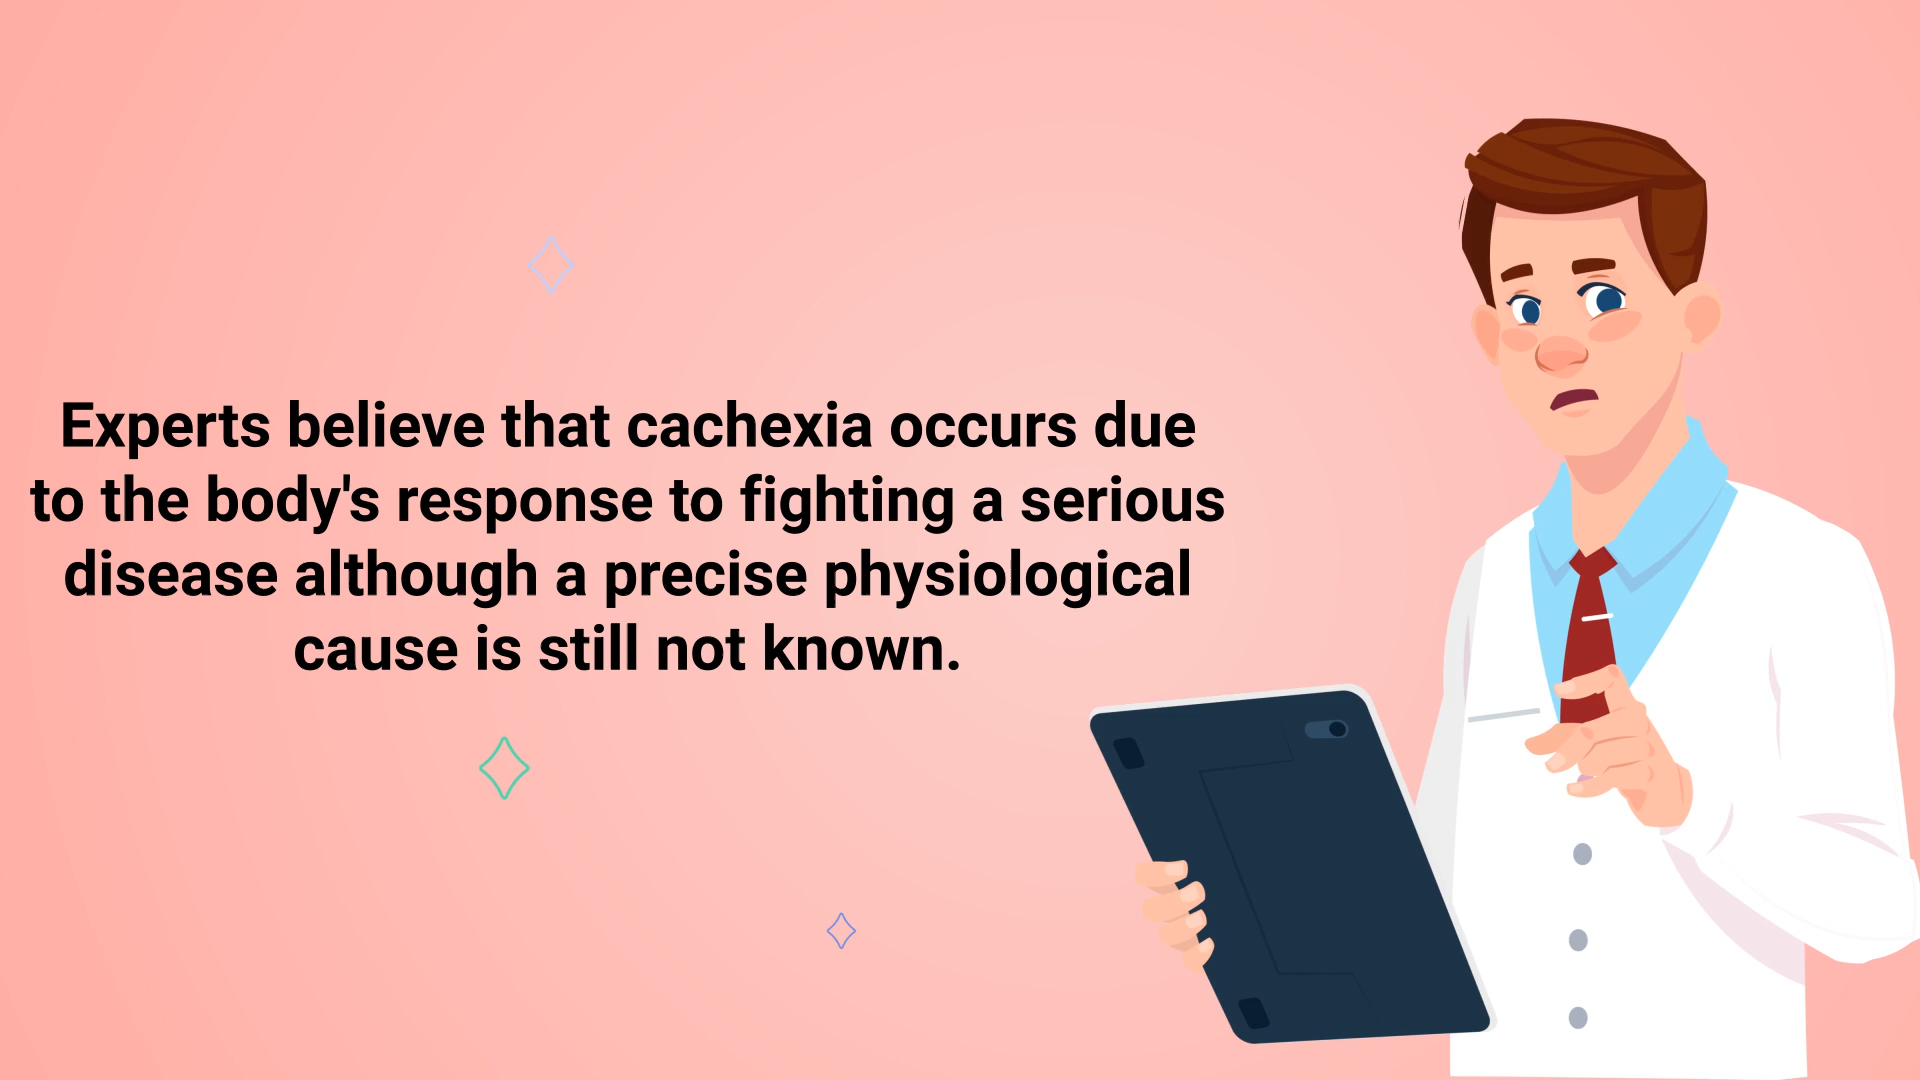 Experts believe that cachexia occurs due
to the body's response to fighting a serious
disease although a precise physiological
cause is still not known.